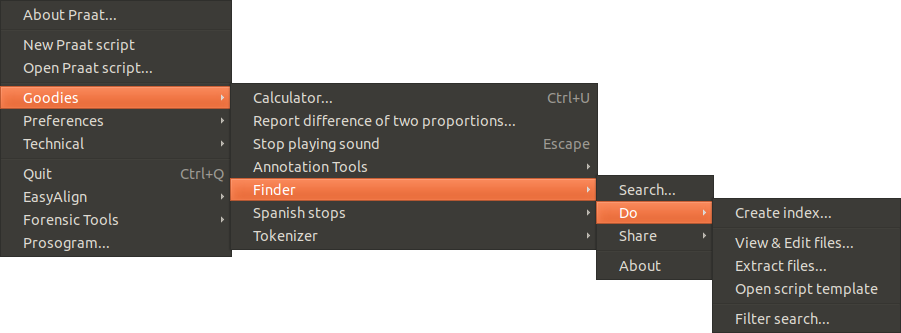 About Praat...
New Praat script
Open Praat script...
Goodies
Preferences
Technical
Quit Ctrl+Q
EasyAlign
Forensic Tools
Prosogram...
Calculator... Ctrl+U
Report difference of two proportions...
Stop playing sound Escape
Annotation Tools
Finder
Spanish stops
Tokenizer
Search...
Do
Share
About
Create index...
View & Edit files...
Extract files...
Open script template
Filter search...